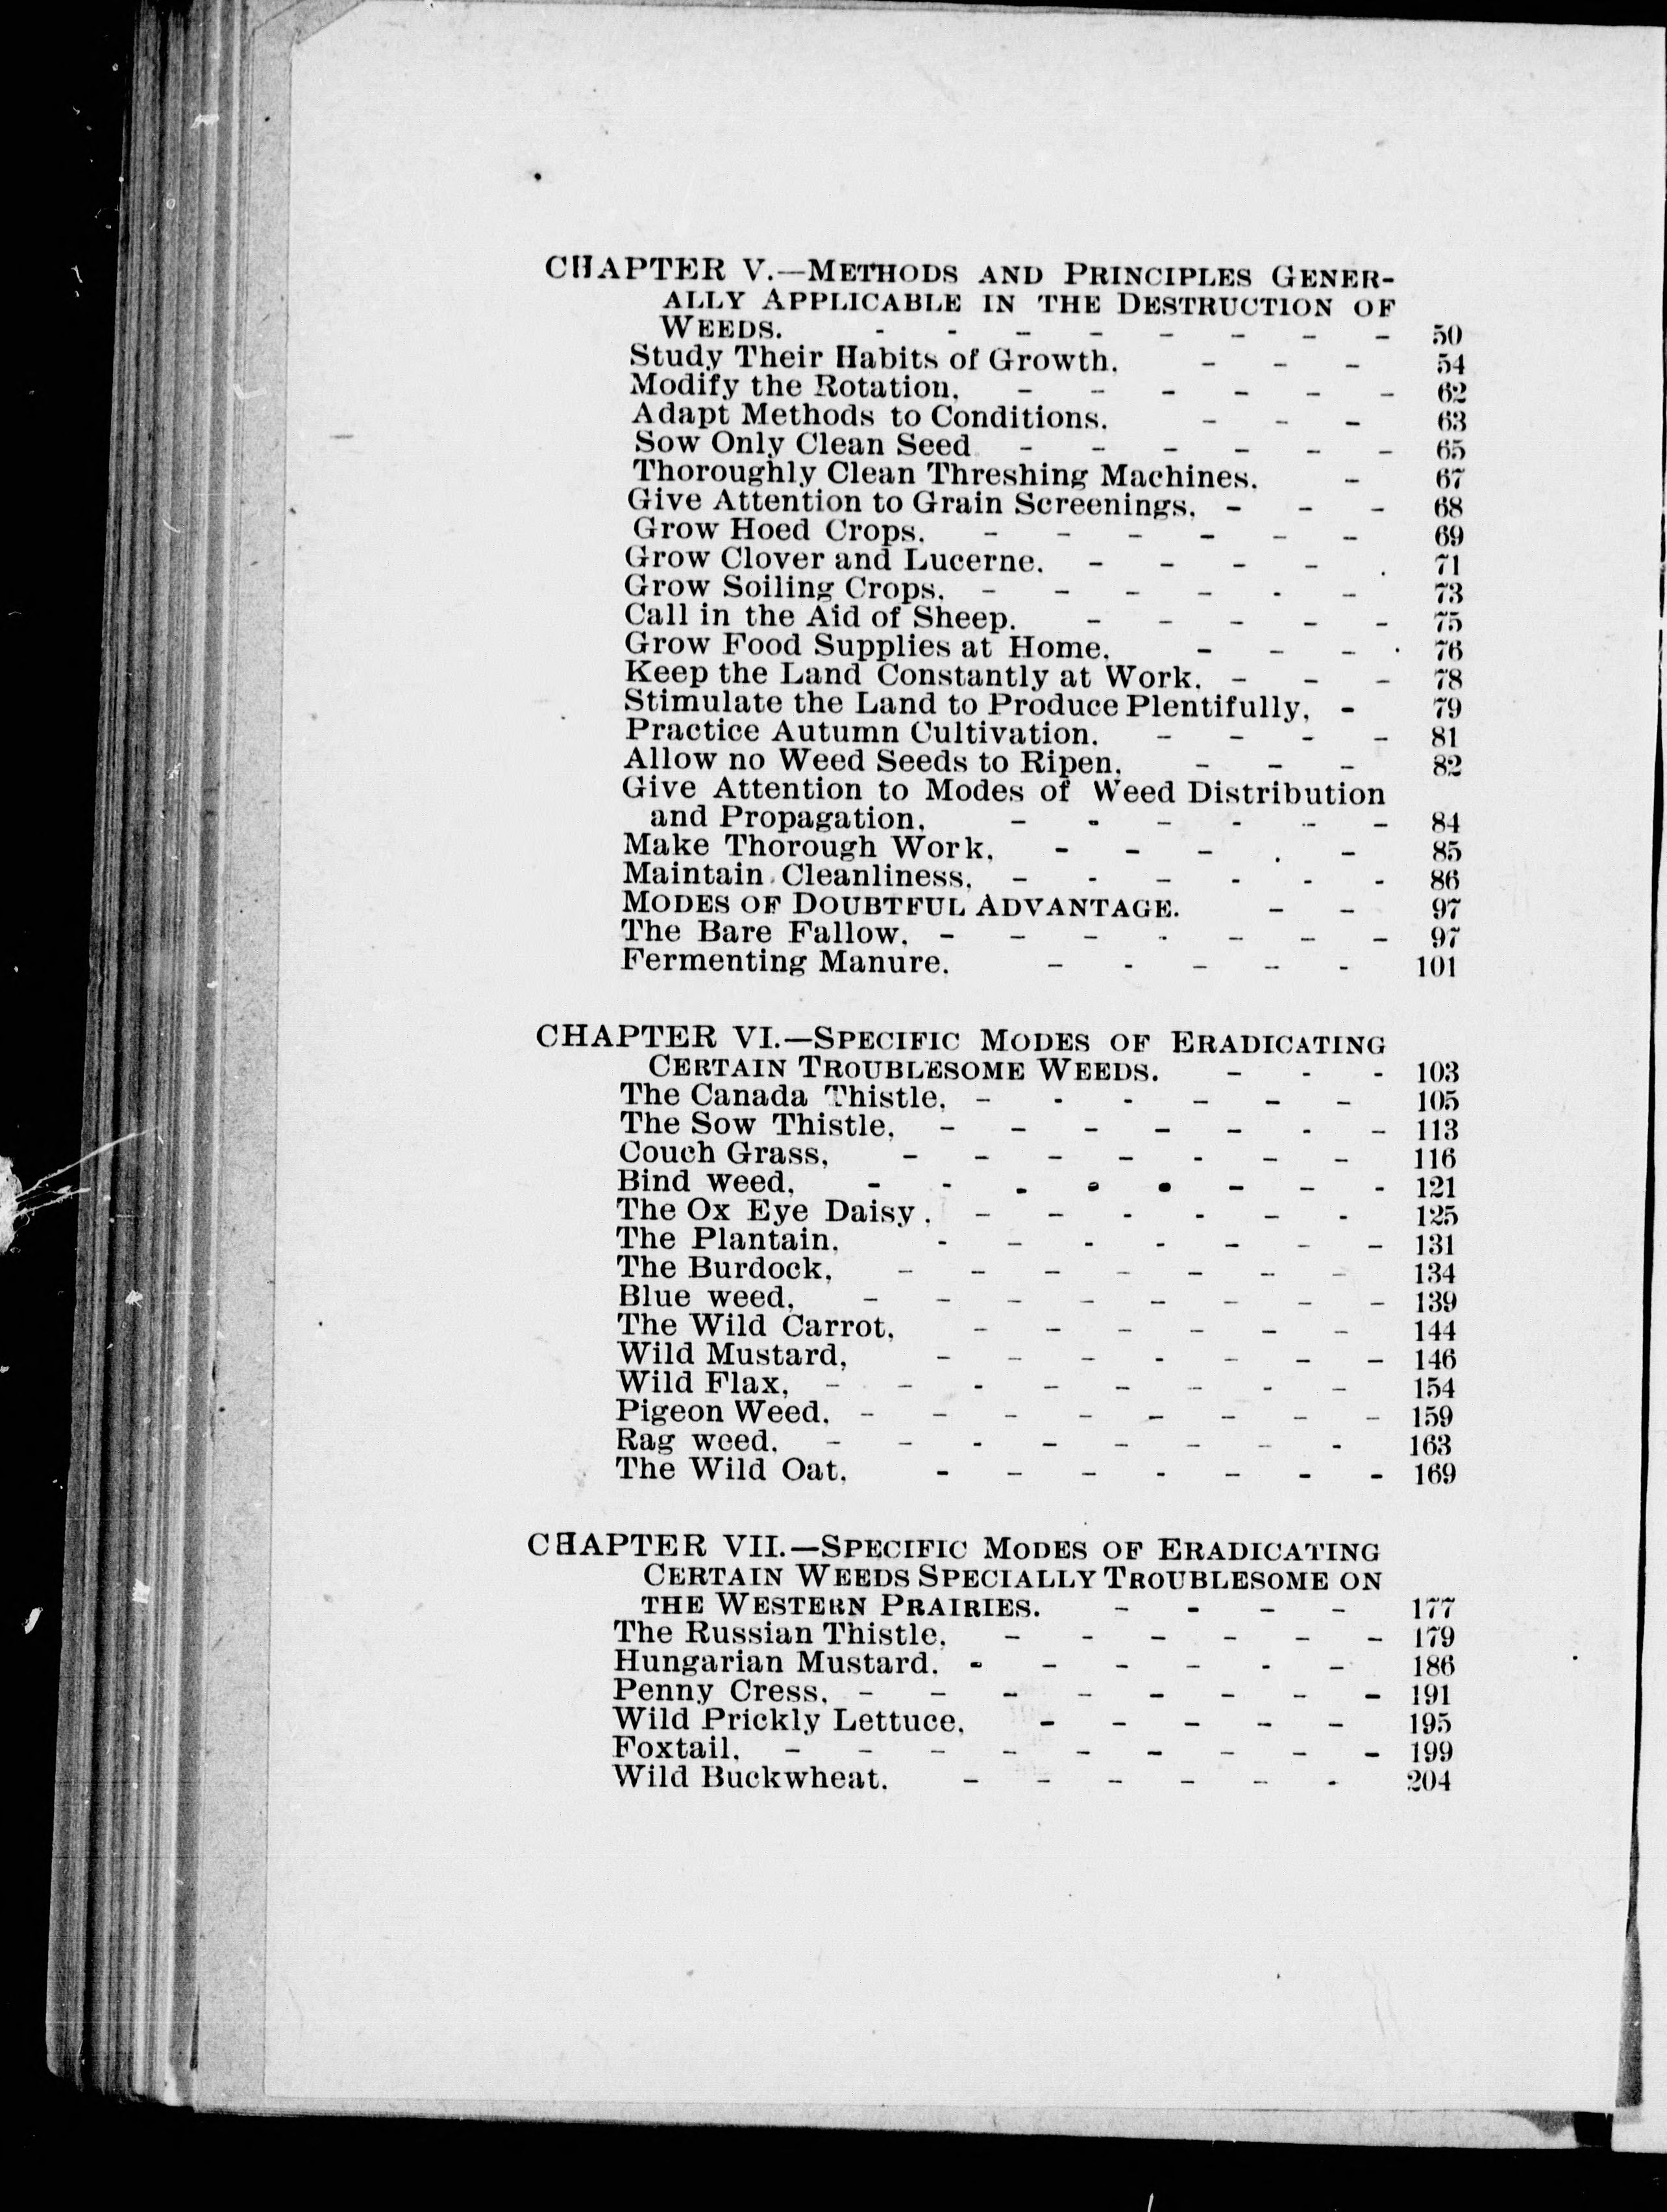 CHAPTER V.—METHODS AND PRINCIPLES GENER-
ALLY APPLICABLE IN THE DESTRUCTION OF
WEEDS. - - - - - - - - 50
Study Their Habits of Growth. - - - 54
Modify the Rotation. - - - - - - 62
Adapt Methods to Conditions. - - - 63
Sow Only Clean Seed - - - - - - 65
Thoroughly Clean Threshing Machines. - 67
Give Attention to Grain Screenings. - - - 68
Grow Hoed Crops. - - - - - - 69
Grow Clover and Lucerne. - - - - . 71
Grow Soiling Crops. - - - - - - 73
Call in the Aid of Sheep. - - - - - 75
Grow Food Supplies at Home. - - - · 76
Keep the Land Constantly at Work. - - - 78
Stimulate the Land to Produce Plentifully, - 79
Practice Autumn Cultivation. - - - - 81
Allow no Weed Seeds to Ripen. - - - 82
Give Attention to Modes of Weed Distribution
and Propagation, - - - - - - 84
Make Thorough Work, - - - . - 85
Maintain Cleanliness. - - - - - - 86
MODES OF DOUBTFUL ADVANTAGE. - - 97
The Bare Fallow. - - - - - - - 97
Fermenting Manure. - - - - - 101
CHAPTER VI.—SPECIFIC MODES OF ERADICATING
CERTAIN TROUBLESOME WEEDS. - - - 103
The Canada Thistle. - - - - - - 105
The Sow Thistle, - - - - - - - 113
Couch Grass, - - - - - - - 116
Bind weed, - - - - - - - - 121
The Ox Eye Daisy. - - - - - - 125
The Plantain. - - - - - - - 131
The Burdock, - - - - - - - 134
Blue weed, - - - - - - - - 139
The Wild Carrot, - - - - - - 144
Wild Mustard, - - - - - - - 146
Wild Flax, - - - - - - - - 154
Pigeon Weed. - - - - - - - - 159
Rag weed. - - - - - - - - 163
The Wild Oat. - - - - - - - 169
CHAPTER VII.—SPECIFIC MODES OF ERADICATING
CERTAIN WEEDS SPECIALLY TROUBLESOME ON
THE WESTERN PRAIRIES. - - - - 177
The Russian Thistle. - - - - - - 179
Hungarian Mustard. - - - - - - 186
Penny Cress. - - - - - - - - 191
Wild Prickly Lettuce. - - - - - 195
Foxtail. - - - - - - - - - 199
Wild Buckwheat. - - - - - - 204